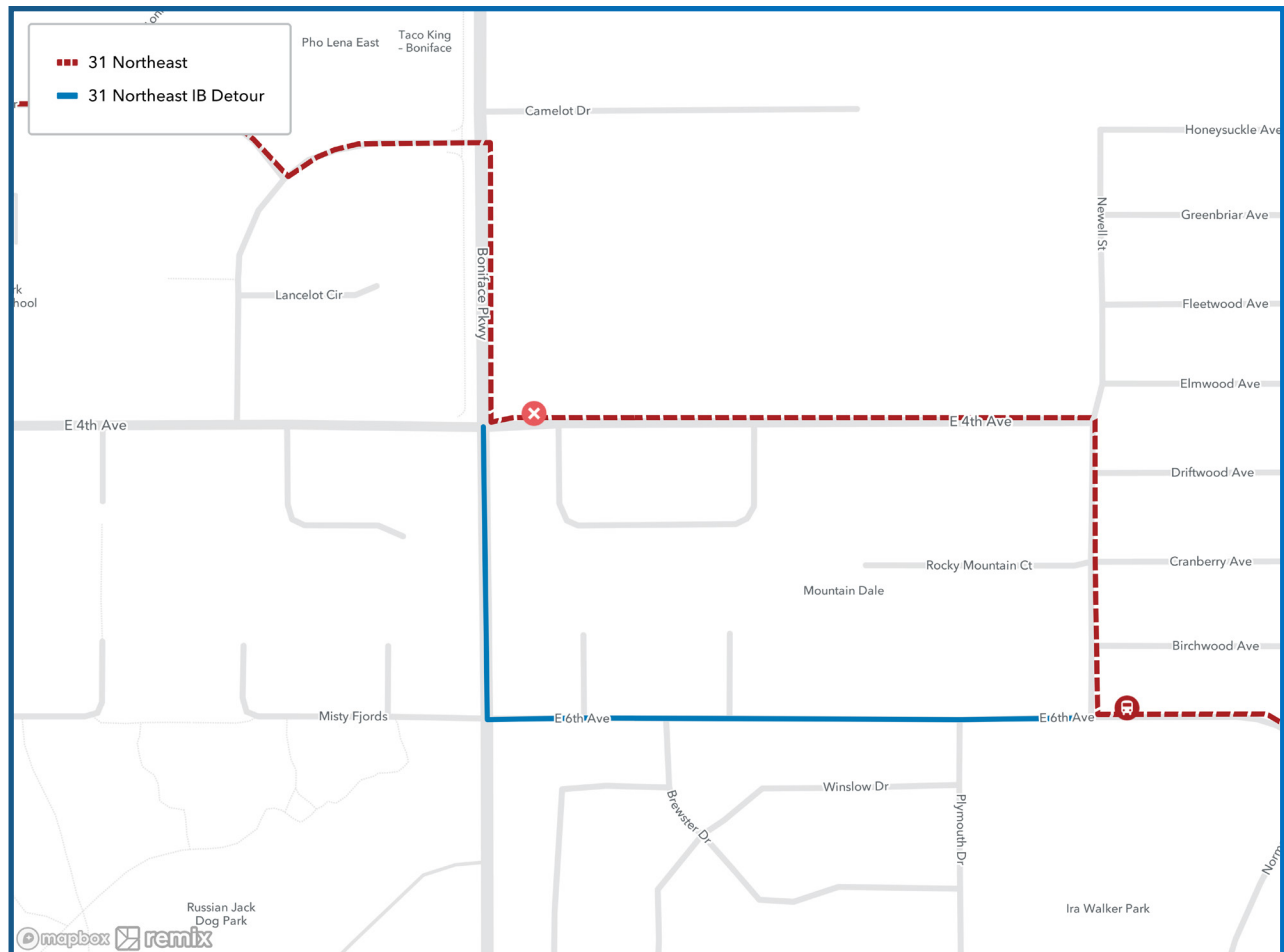 Pho Lena East
Taco King
- Boniface
31 Northeast
31 Northeast IB Detour
Camelot Dr
Honeysuckle Ave
Newell St
Greenbriar Ave
Boniface Pkwy
Lancelot Cir
Fleetwood Ave
Elmwood Ave
E 4th Ave
E 4th Ave
Driftwood Ave
Cranberry Ave
Rocky Mountain Ct
Mountain Dale
Birchwood Ave
Misty Fjords
E 6th Ave
E 6th Ave
Winslow Dr
Brewster Dr
Plymouth Dr
Russian Jack
Dog Park
Ira Walker Park
mapbox remix